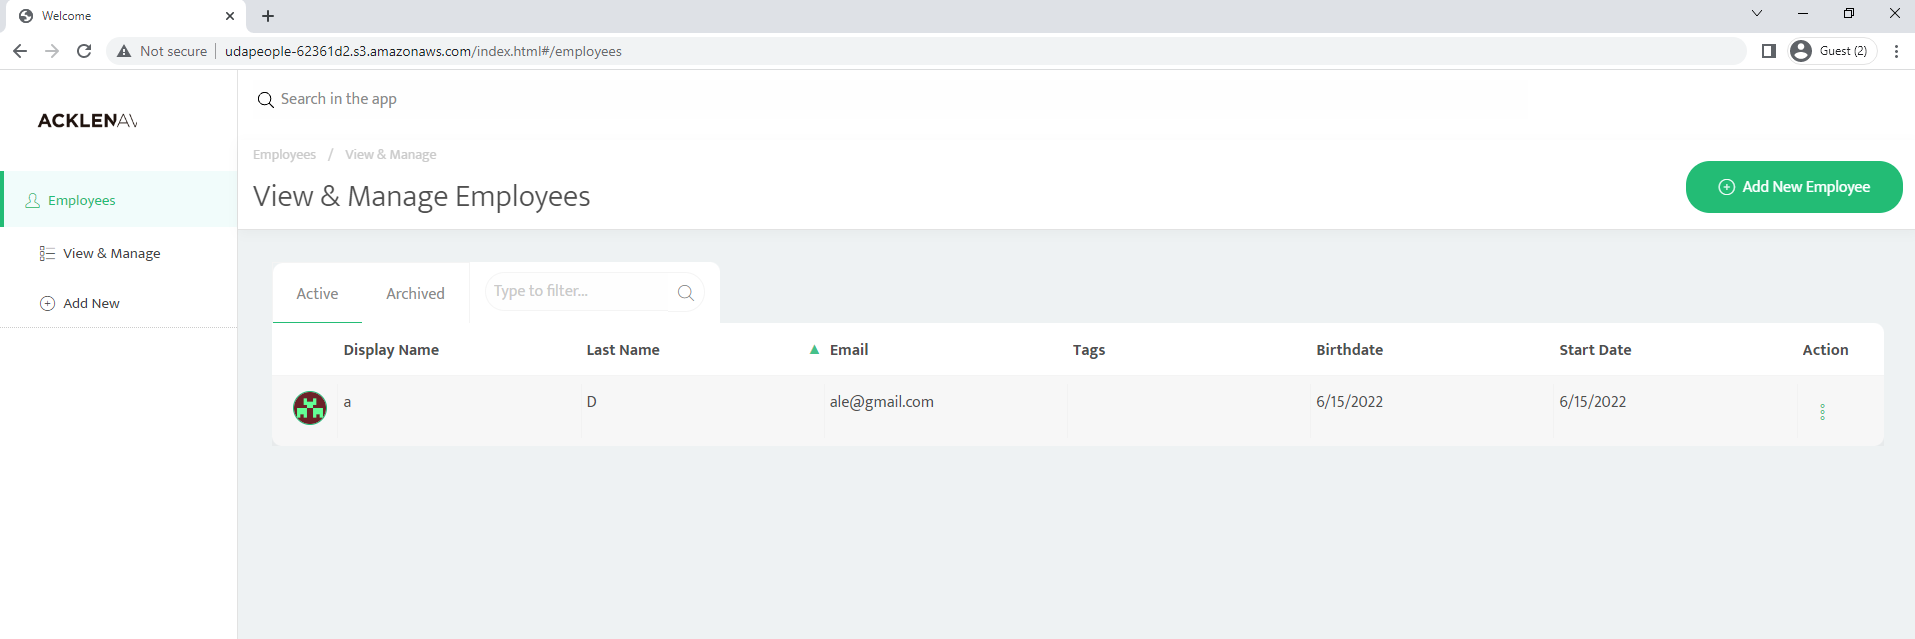 Welcome
Not secure
udapeople-62361d2.s3.amazonaws.com/index.html#/employees
Guest (2)
ACKLENAV
Search in the app
Employees / View & Manage
View & Manage Employees
Add New Employee
Employees
View & Manage
Add New
Active
Archived
Type to filter...
Display Name Last Name Email Tags Birthdate Start Date Action
a D ale@gmail.com 6/15/2022 6/15/2022